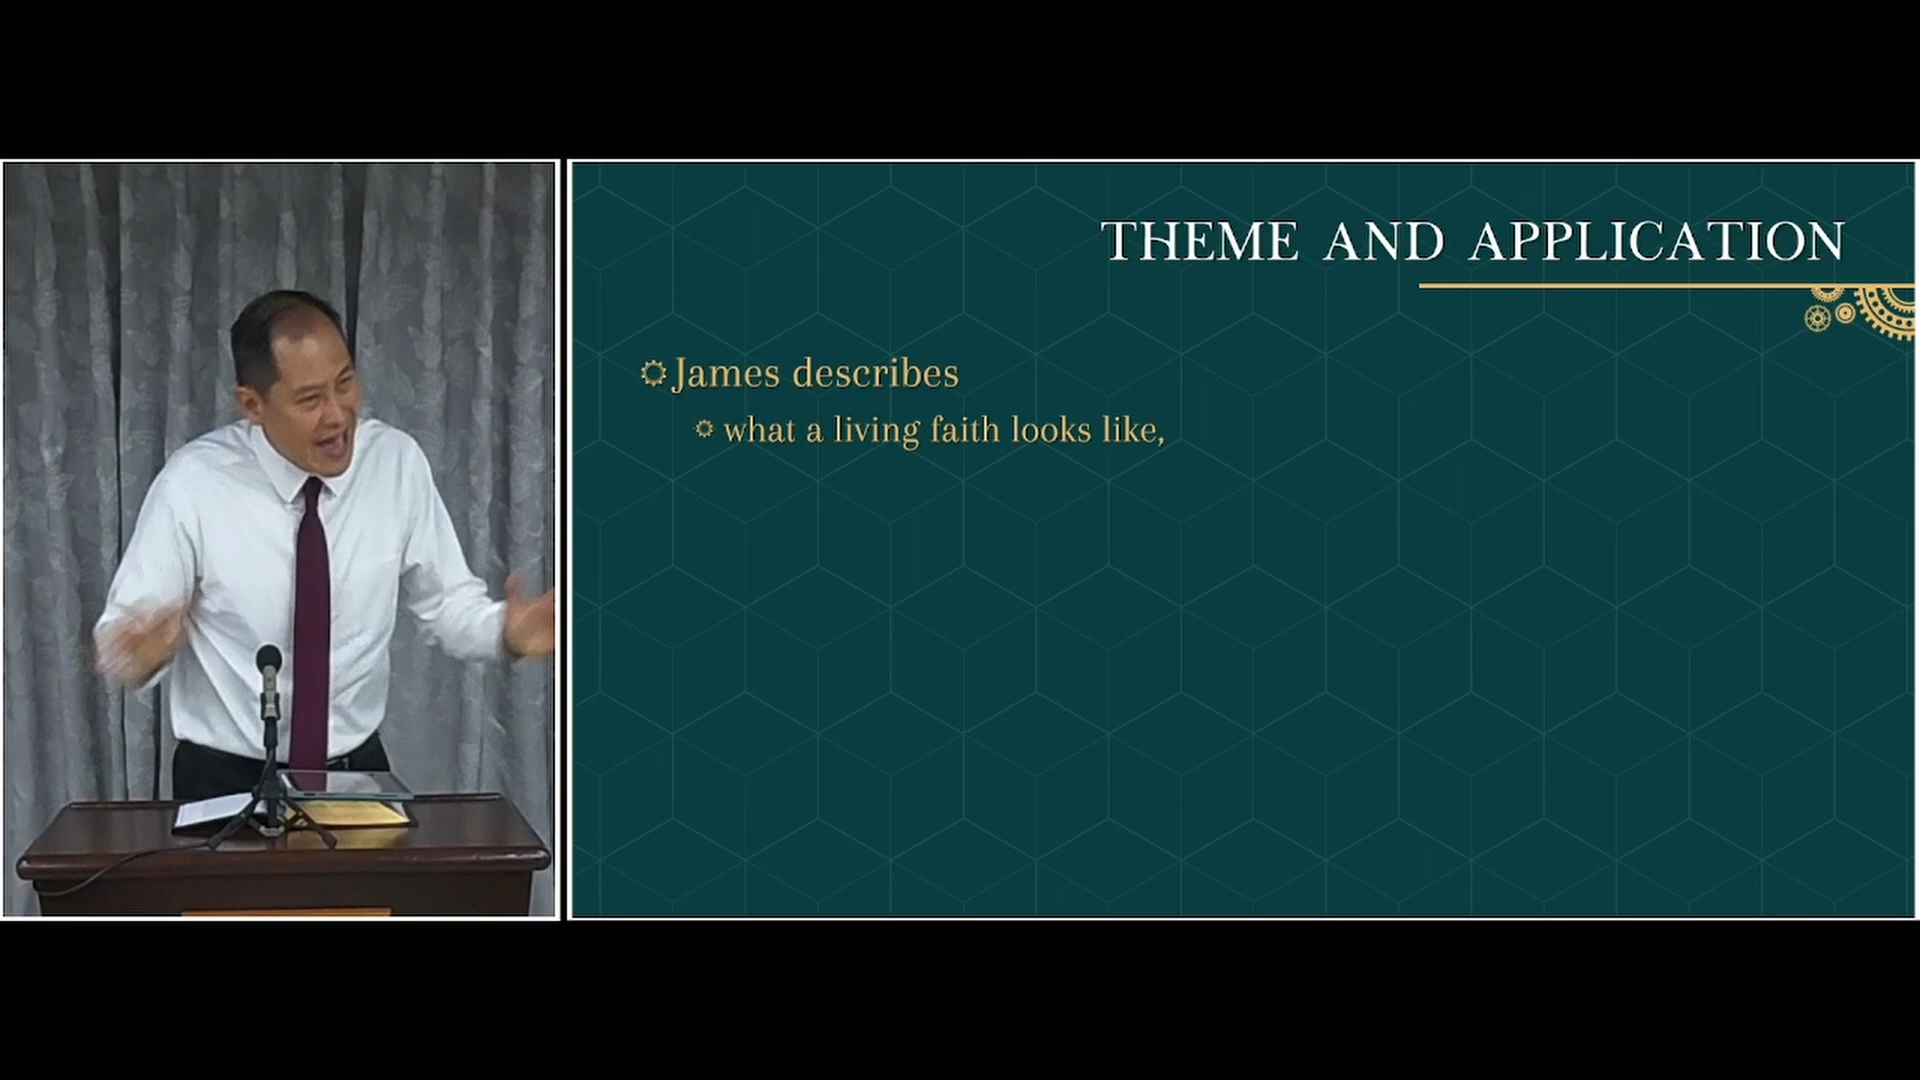 THEME AND APPLICATION
James describes
what a living faith looks like,